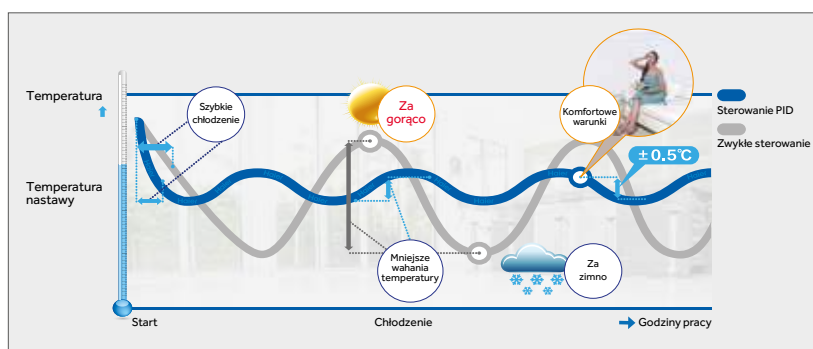 Temperatura
Szybkie
chłodzenie
Za
gorąco
Komfortowe
warunki
Sterowanie PID
Zwykłe sterowanie
± 0.5℃
Temperatura
nastawy
Mniejsze
wahania
temperatury
Za
zimno
Start
Chłodzenie
Godziny pracy